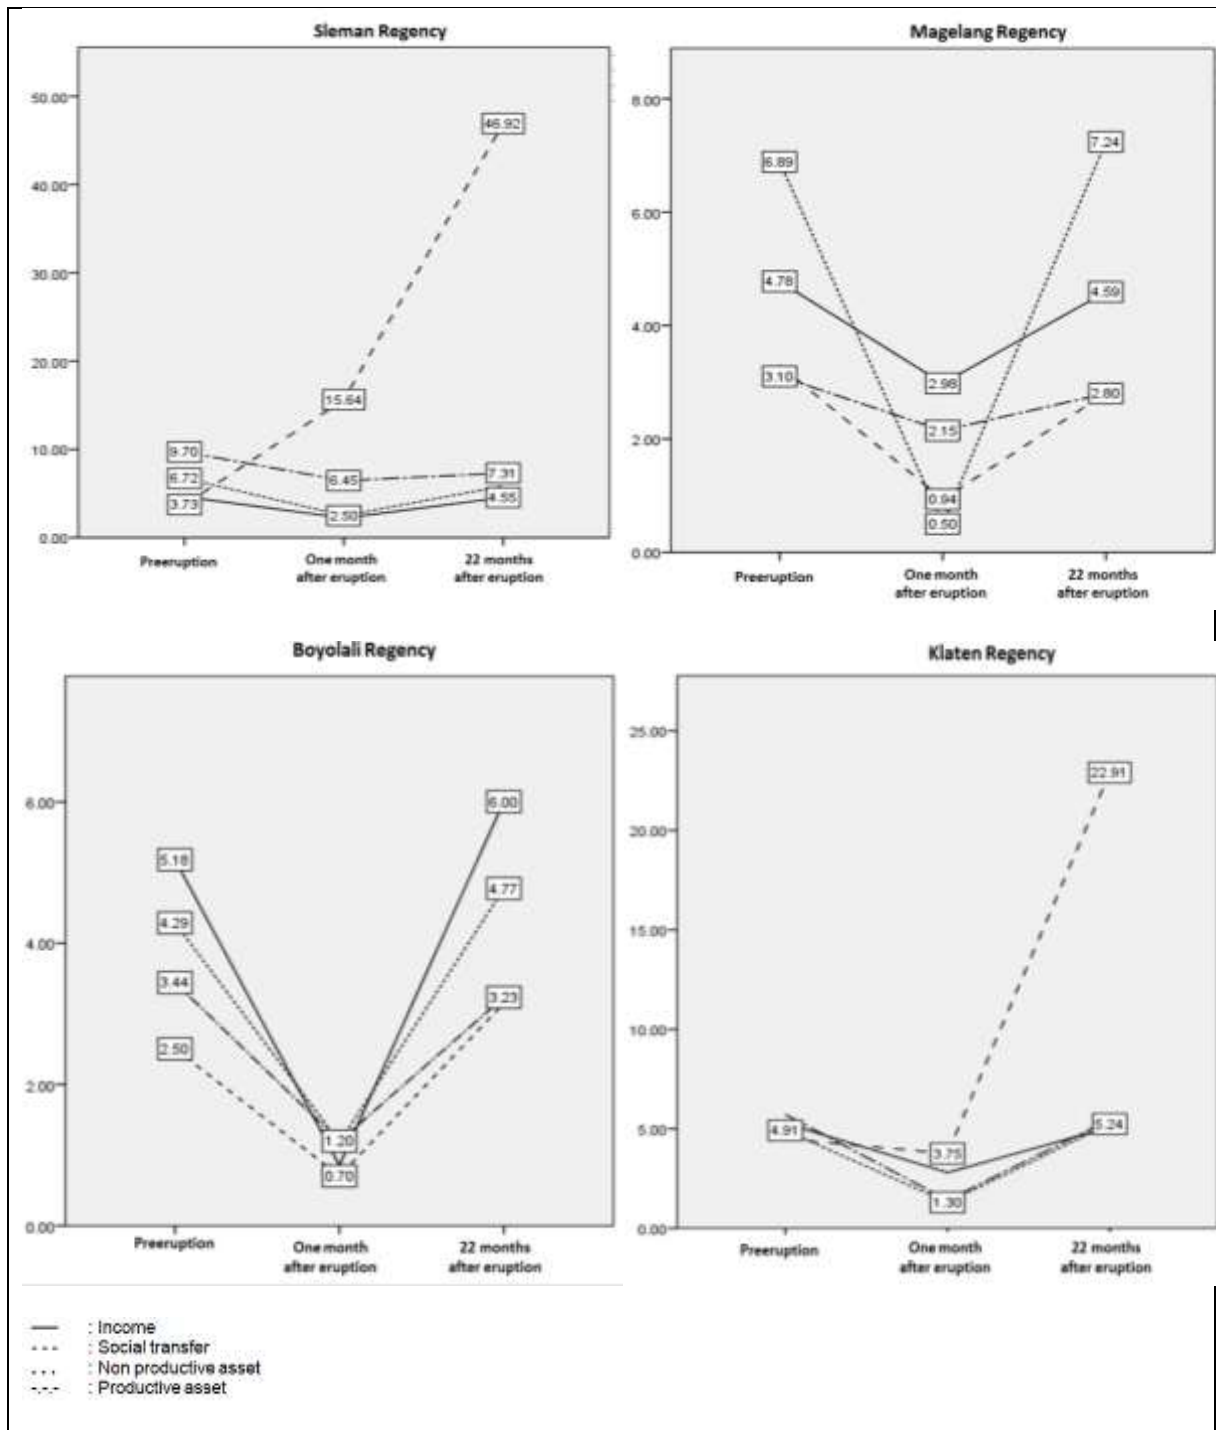 Sleman Regency
50.00
40.00
30.00
20.00
10.00
0.00
46.92
15.64
9.70
6.72
3.73
6.45
2.50
7.31
4.55
Preeruption
One month
after eruption
22 months
after eruption
Magelang Regency
8.00
6.00
4.00
2.00
0.00
6.89
4.78
3.10
2.98
2.15
0.94
0.50
7.24
4.59
2.80
Preeruption
One month
after eruption
22 months
after eruption
Boyolali Regency
6.00
4.00
2.00
0.00
5.18
4.29
3.44
2.50
1.20
0.70
6.00
4.77
3.23
Preeruption
One month
after eruption
22 months
after eruption
Klaten Regency
25.00
20.00
15.00
10.00
5.00
0.00
4.91
3.75
1.30
22.91
5.24
Preeruption
One month
after eruption
22 months
after eruption
: Income
: Social transfer
: Non productive asset
: Productive asset